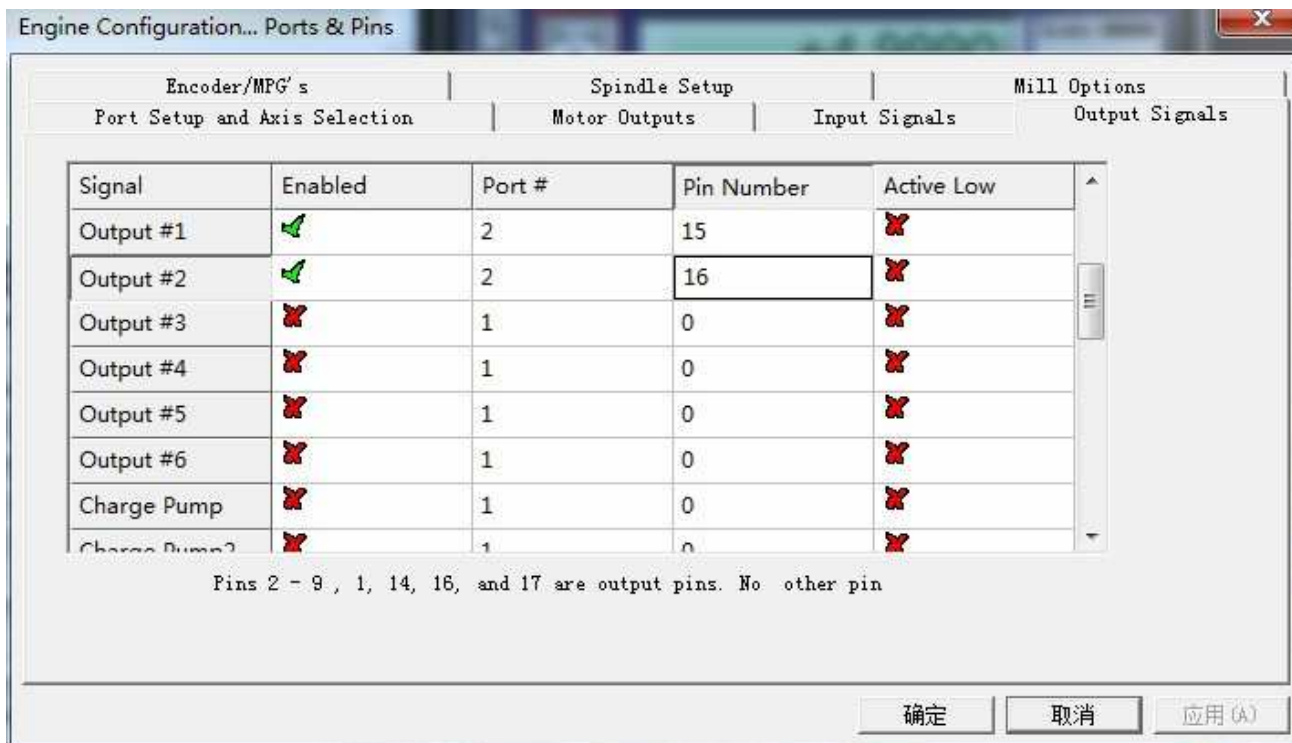 Engine Configuration... Ports & Pins
Encoder/MPG's Spindle Setup Mill Options
Port Setup and Axis Selection Motor Outputs Input Signals Output Signals
Signal Enabled Port # Pin Number Active Low
Output #1 2 15
Output #2 2 16
Output #3 1 0
Output #4 1 0
Output #5 1 0
Output #6 1 0
Charge Pump 1 0
Charge Pump2 1 0
Pins 2 - 9 , 1, 14, 16, and 17 are output pins. No other pin
确定 取消 应用(A)